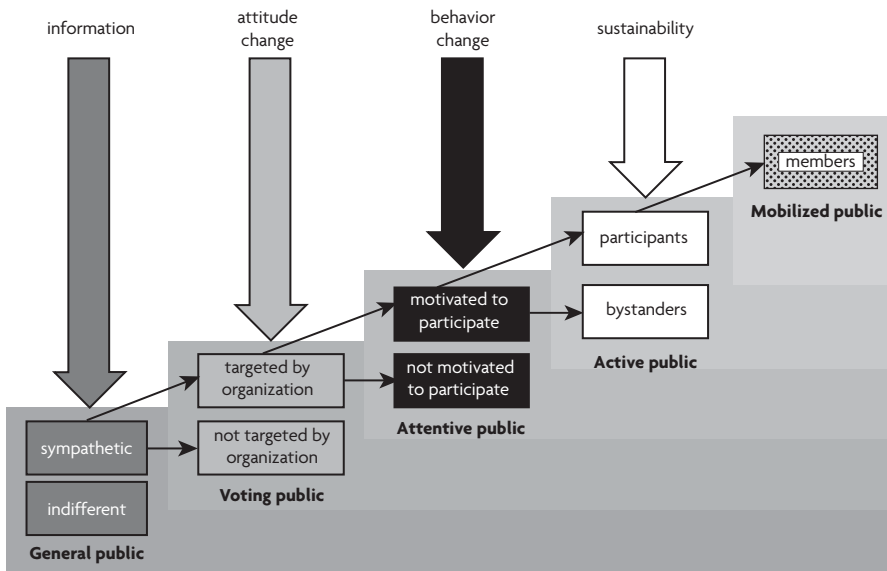 information
attitude
change
behavior
change
sustainability
members
Mobilized public
participants
bystanders
Active public
motivated to
participate
not motivated
to participate
Attentive public
targeted by
organization
not targeted by
organization
Voting public
sympathetic
indifferent
General public